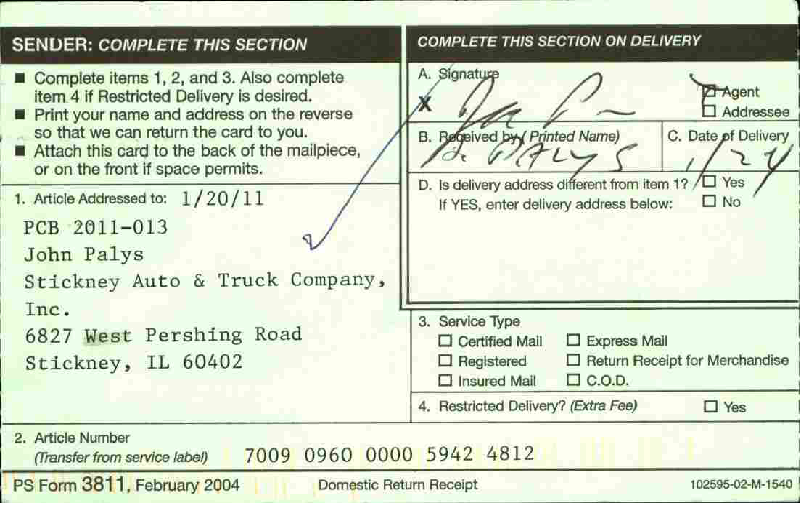 SENDER: COMPLETE THIS SECTION
■ Complete items 1, 2, and 3. Also complete
item 4 if Restricted Delivery is desired.
■ Print your name and address on the reverse
so that we can return the card to you.
■ Attach this card to the back of the mailpiece,
or on the front if space permits.
1. Article Addressed to: 1/20/11
PCB 2011-013
John Palys
Stickney Auto & Truck Company,
Inc.
6827 West Pershing Road
Stickney, IL 60402
2. Article Number
(Transfer from service label) 7009 0960 0000 5942 4812
COMPLETE THIS SECTION ON DELIVERY
A. Signature
X
☐ Agent
☐ Addressee
B. Received by (Printed Name)
PALYS
C. Date of Delivery
1/24
D. Is delivery address different from item 1? ☐ Yes
If YES, enter delivery address below: ☐ No
3. Service Type
☐ Certified Mail ☐ Express Mail
☐ Registered ☐ Return Receipt for Merchandise
☐ Insured Mail ☐ C.O.D.
4. Restricted Delivery? (Extra Fee) ☐ Yes
PS Form 3811, February 2004 Domestic Return Receipt 102595-02-M-1540